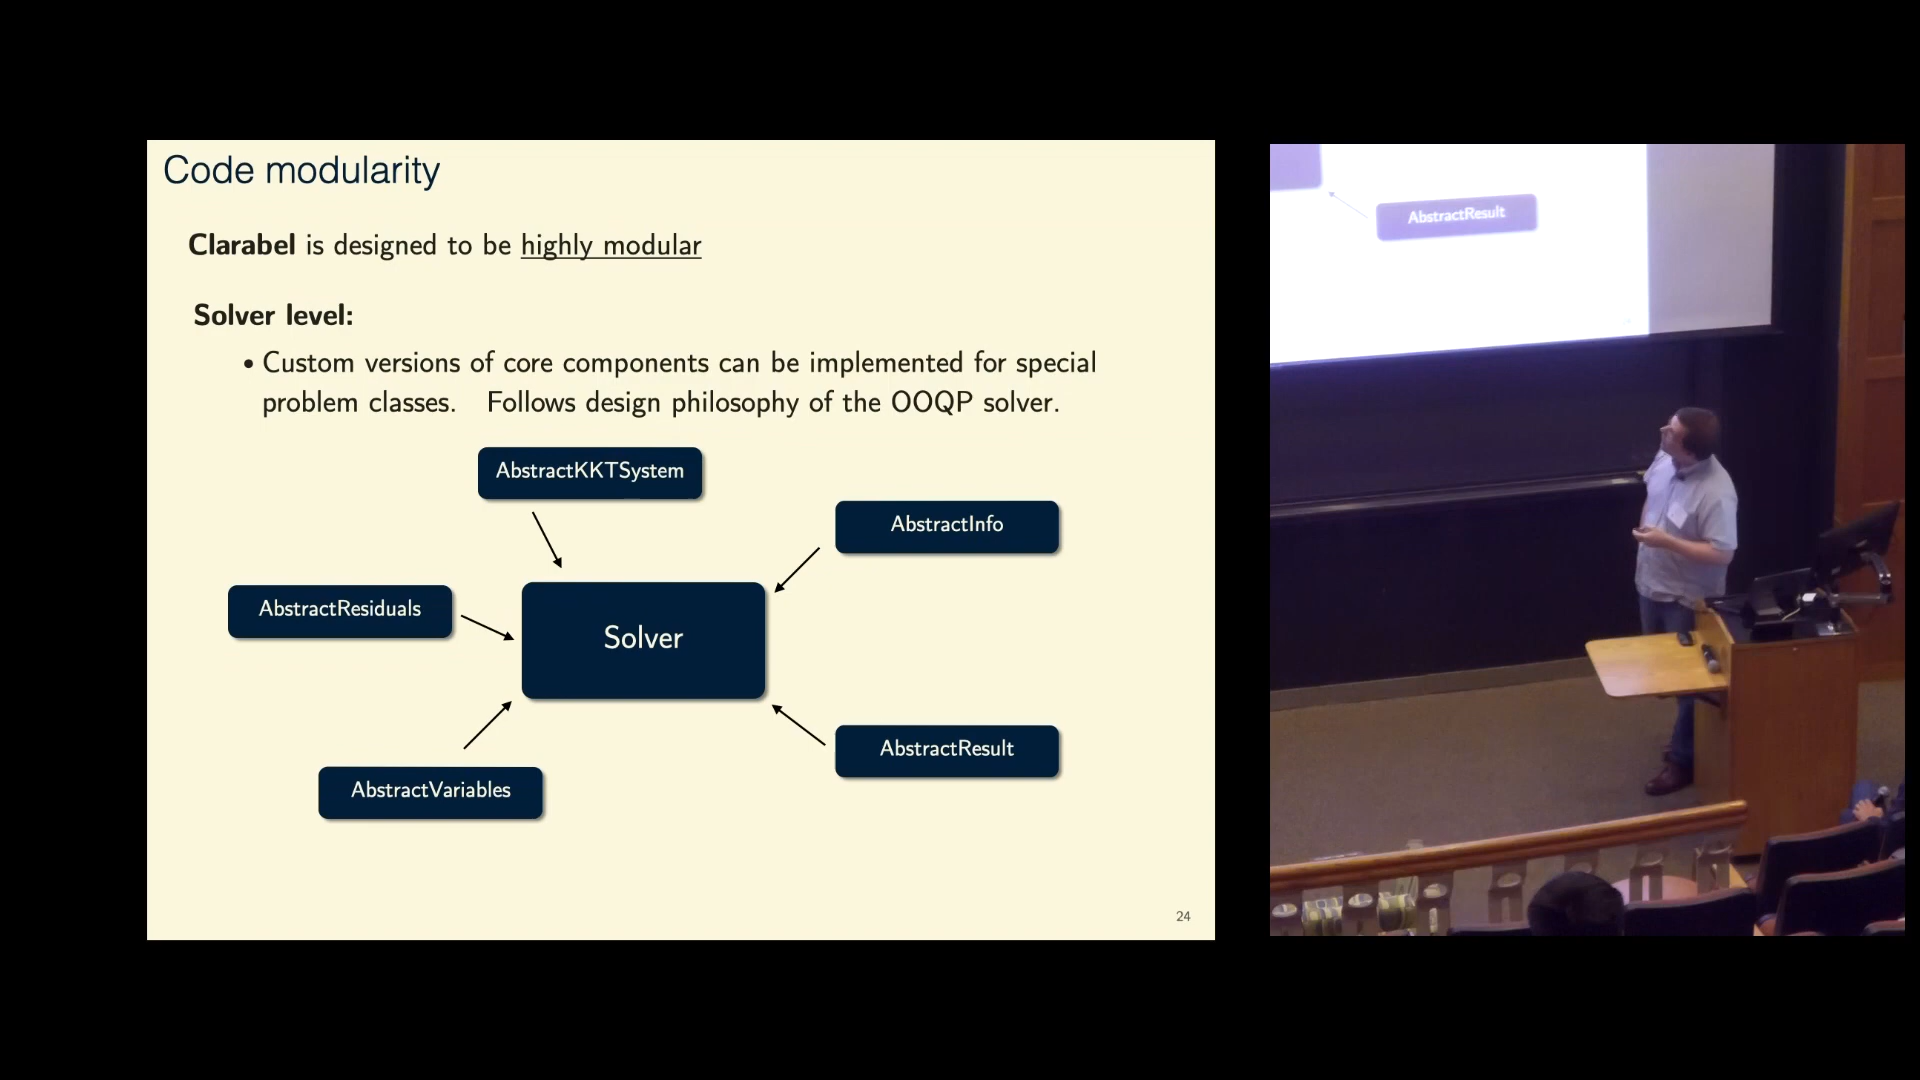 Code modularity
Clarabel is designed to be highly modular
Solver level:
• Custom versions of core components can be implemented for special
problem classes. Follows design philosophy of the OOQP solver.
AbstractKKTSystem
AbstractInfo
AbstractResiduals
Solver
AbstractResult
AbstractVariables
24
AbstractResult